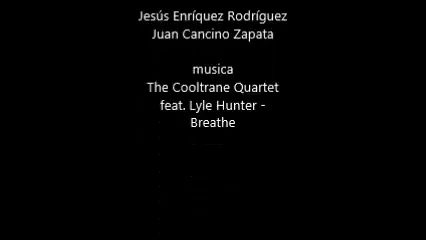 Jesús Enríquez Rodríguez
Juan Cancino Zapata
musica
The Cooltrane Quartet
feat. Lyle Hunter -
Breathe